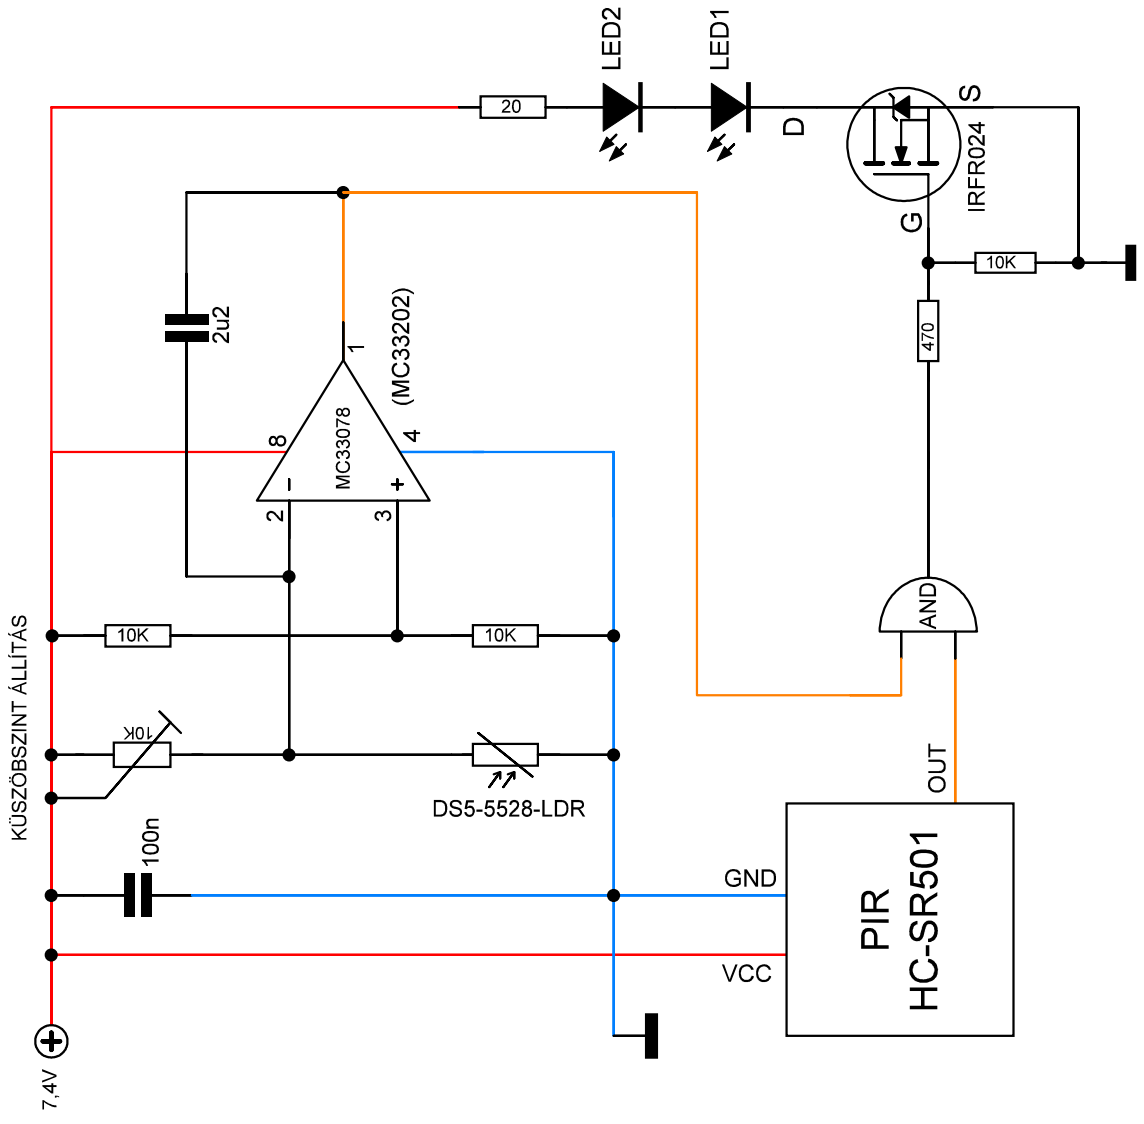 LED2
LED1
20
D
S
IRFR024
G
10K
470
2u2
(MC33202)
1
8
MC33078
4
-
+
2
3
AND
10K
10K
KÜSZÖBSZINT ÁLLÍTÁS
10K
DS5-5528-LDR
100n
OUT
GND
VCC
PIR
HC-SR501
+
7,4V